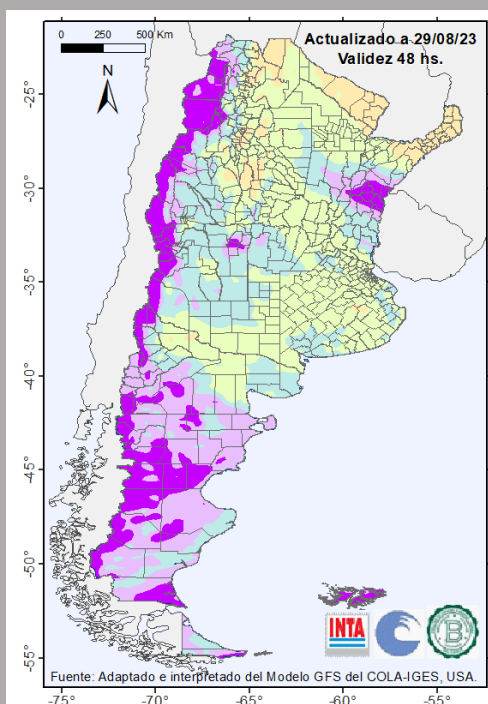 0 250 500 Km
Actualizado a 29/08/23
Validez 48 hs.
N
-25°
-30°
-35°
-40°
-45°
-50°
-55°
INTA
B
Fuente: Adaptado e interpretado del Modelo GFS del COLA-IGES, USA.
-75° -70° -65° -60° -55°